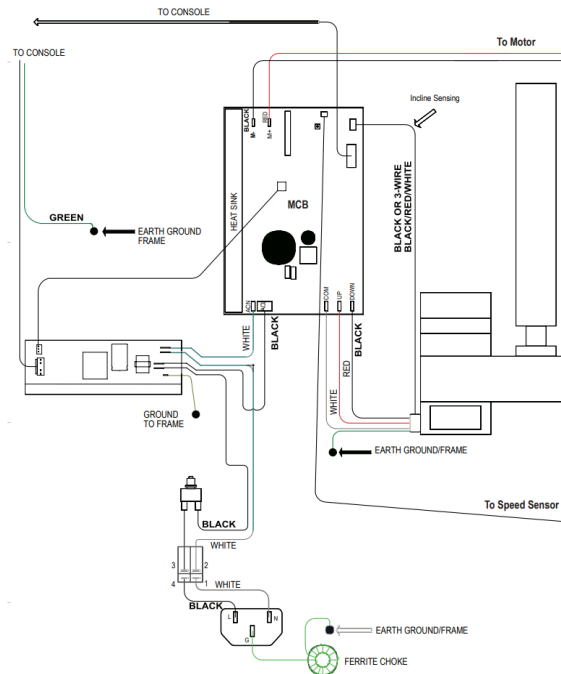 TO CONSOLE
To Motor
TO CONSOLE
Incline Sensing
BLACK
RED
M-
M+
HEAT SINK
MCB
BLACK OR 3-WIRE
BLACK/RED/WHITE
GREEN
EARTH GROUND
FRAME
ACN
COM
UP
DOWN
WHITE
BLACK
WHITE
RED
BLACK
GROUND
TO FRAME
EARTH GROUND/FRAME
To Speed Sensor
BLACK
WHITE
3
2
4
1
WHITE
BLACK
L
N
G
EARTH GROUND/FRAME
FERRITE CHOKE